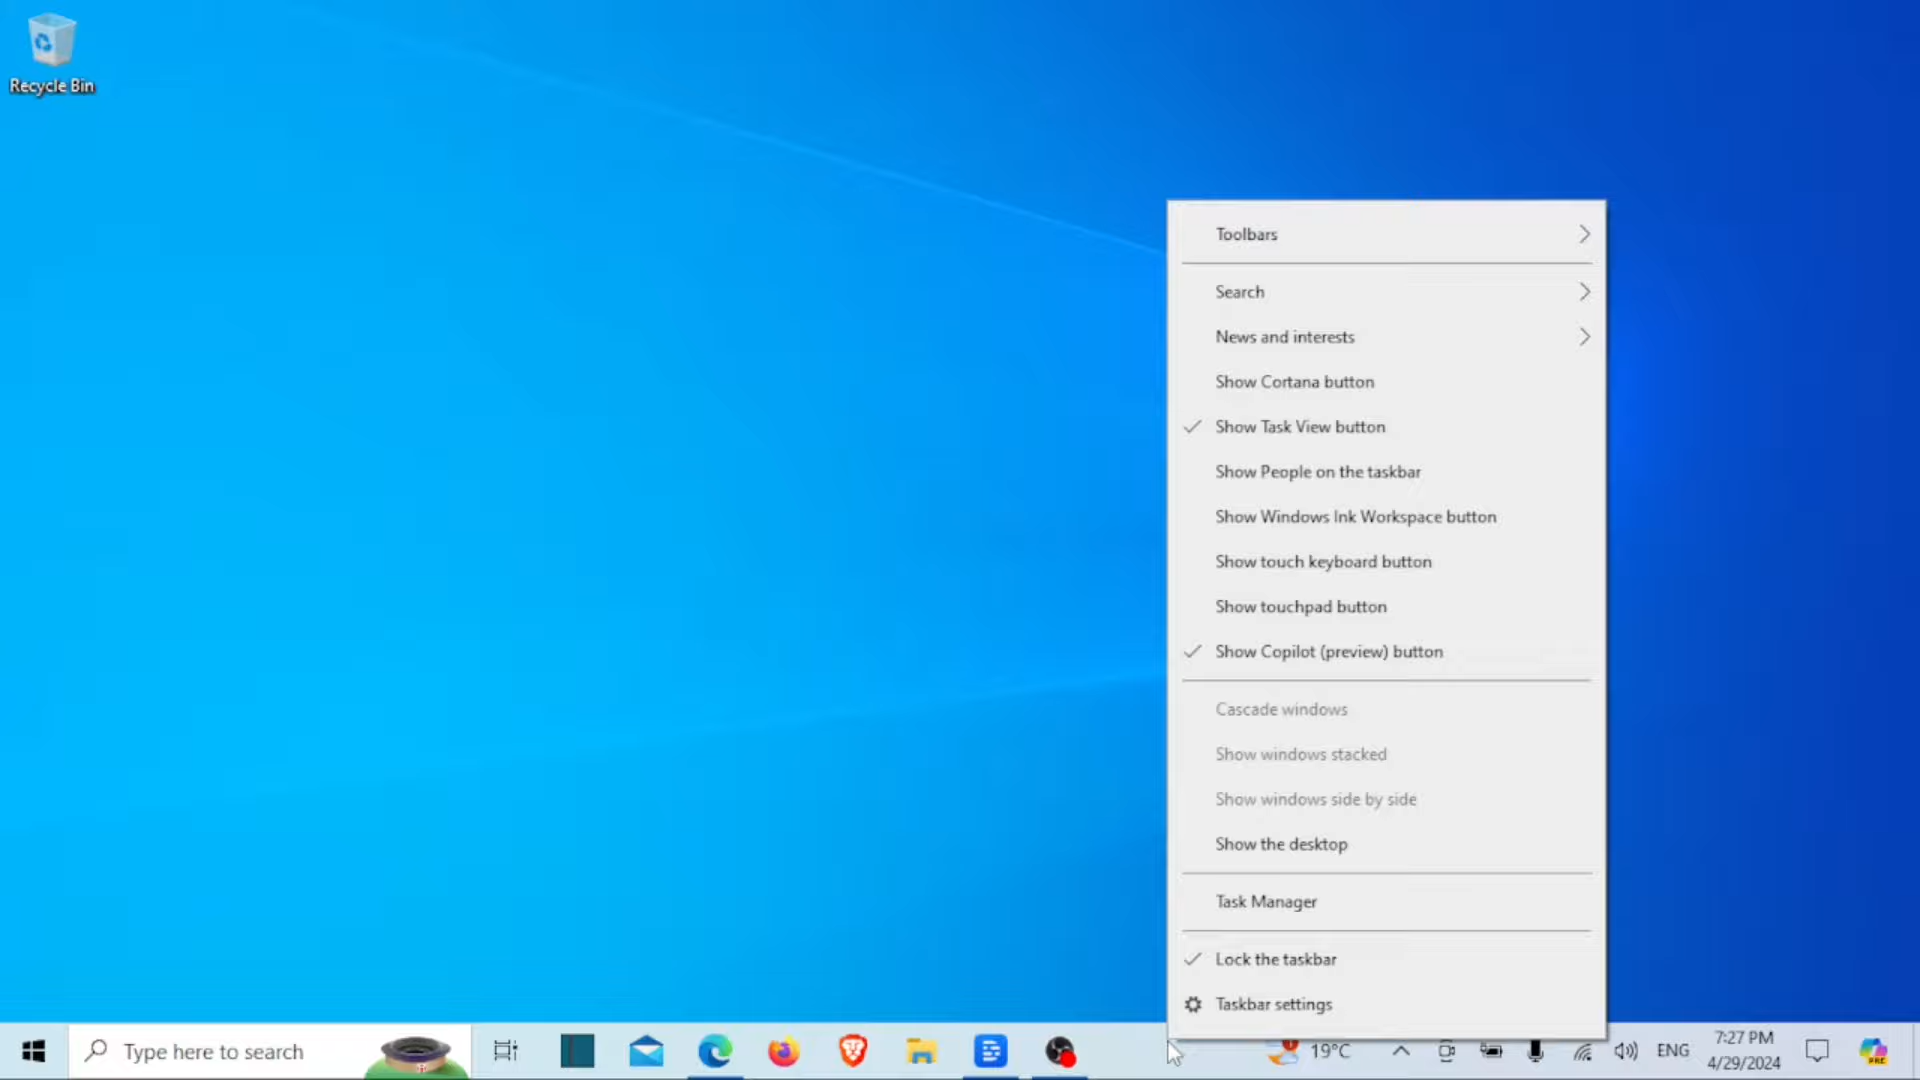 Recycle Bin
Toolbars
Search
News and interests
Show Cortana button
Show Task View button
Show People on the taskbar
Show Windows Ink Workspace button
Show touch keyboard button
Show touchpad button
Show Copilot (preview) button
Cascade windows
Show windows stacked
Show windows side by side
Show the desktop
Task Manager
Lock the taskbar
Taskbar settings
Type here to search
19°C
ENG
7:27 PM
4/29/2024
PRE